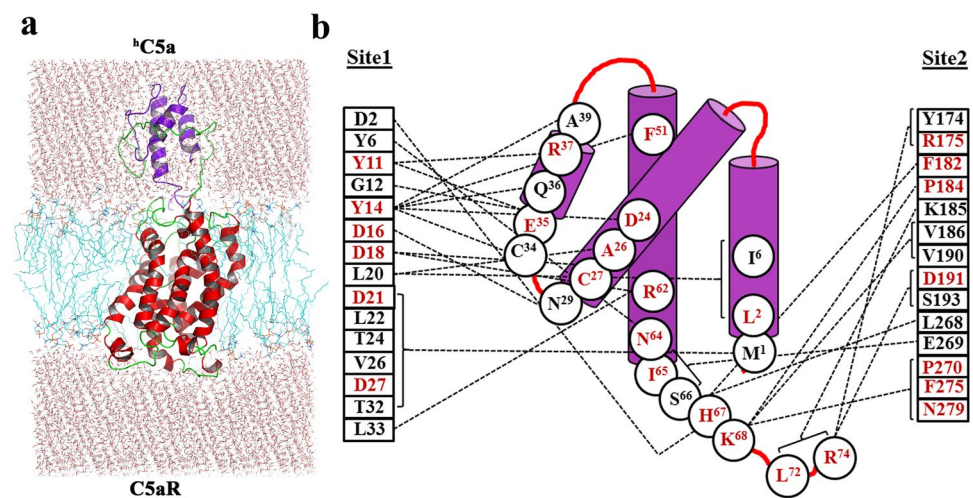 a
b
ʰC5a
C5aR
Site1
D2
Y6
Y11
G12
Y14
D16
D18
L20
D21
L22
T24
V26
D27
T32
L33
A³⁹
R³⁷
Q³⁶
E³⁵
C³⁴
N²⁹
F⁵¹
D²⁴
A²⁶
C²⁷
R⁶²
N⁶⁴
I⁶⁵
S⁶⁶
H⁶⁷
K⁶⁸
L⁷²
R⁷⁴
I⁶
L²
M¹
Site2
Y174
R175
F182
P184
K185
V186
V190
D191
S193
L268
E269
P270
F275
N279